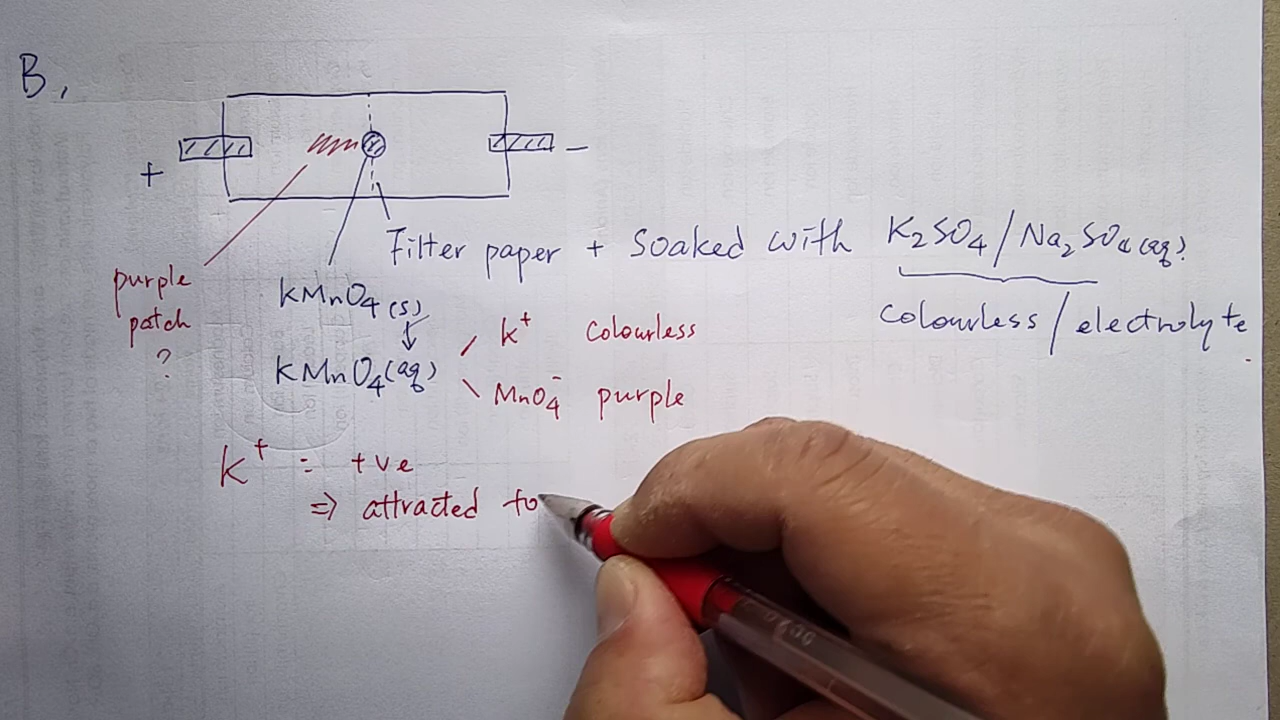 B,
+
−
Filter paper + Soaked with K₂SO₄/Na₂SO₄(aq)
colourless/electrolyte.
purple
patch
?
KMnO₄(s)
KMnO₄(aq)
K⁺ colourless
MnO₄⁻ purple
K⁺ : +ve
⇒ attracted to